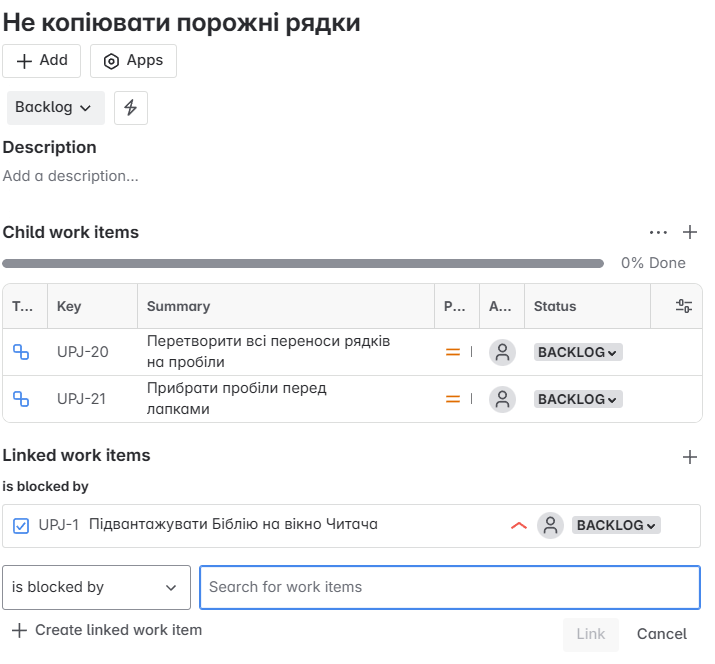 Не копіювати порожні рядки
Add Apps
Backlog
Description
Add a description...
Child work items
0% Done
T... Key Summary P... A... Status
UPJ-20 Перетворити всі переноси рядків
на пробіли BACKLOG
UPJ-21 Прибрати пробіли перед
лапками BACKLOG
Linked work items
is blocked by
UPJ-1 Підвантажувати Біблію на вікно Читача BACKLOG
is blocked by Search for work items
Create linked work item Link Cancel